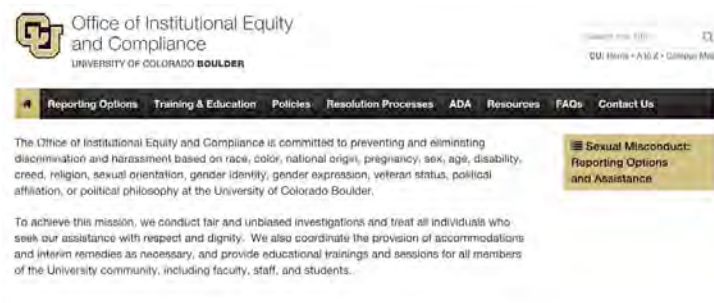 Office of Institutional Equity
and Compliance
UNIVERSITY OF COLORADO BOULDER
CU: Home • A to Z • Campus Map
Reporting Options Training & Education Policies Resolution Processes ADA Resources FAQs Contact Us
The Office of Institutional Equity and Compliance is committed to preventing and eliminating
discrimination and harassment based on race, color, national origin, pregnancy, sex, age, disability,
creed, religion, sexual orientation, gender identity, gender expression, veteran status, political
affiliation, or political philosophy at the University of Colorado Boulder.
To achieve this mission, we conduct fair and unbiased investigations and treat all individuals who
seek our assistance with respect and dignity. We also coordinate the provision of accommodations
and interim remedies as necessary, and provide educational trainings and sessions for all members
of the University community, including faculty, staff, and students.
Sexual Misconduct:
Reporting Options
and Assistance